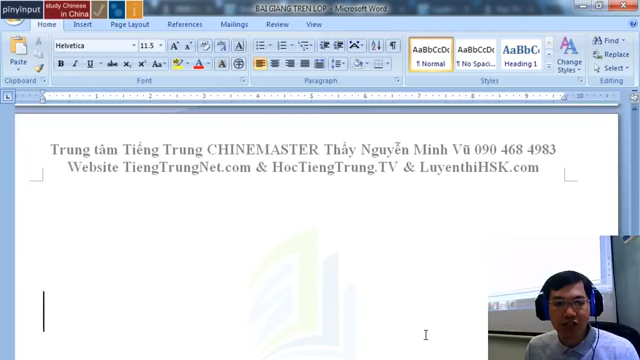 pinyinput
study Chinese
in China
BAI GIANG TREN LOP - Microsoft Word
Home Insert Page Layout References Mailings Review View
Paste
Helvetica 11.5
B I U
AaBbCcDc AaBbCcDc AaBbCc
¶ Normal ¶ No Spaci... Heading 1
Change
Styles
Find
Replace
Select
Clipboard Font Paragraph Styles Editing
Trung tâm Tiếng Trung CHINEMASTER Thầy Nguyễn Minh Vũ 090 468 4983
Website TiengTrungNet.com & HocTiengTrung.TV & LuyenthiHSK.com